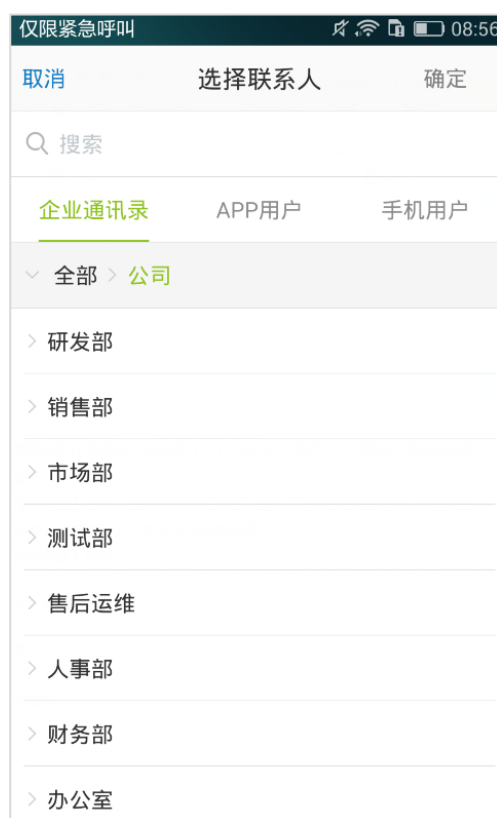 仅限紧急呼叫 08:56
取消 选择联系人 确定
搜索
企业通讯录 APP用户 手机用户
全部 > 公司
研发部
销售部
市场部
测试部
售后运维
人事部
财务部
办公室